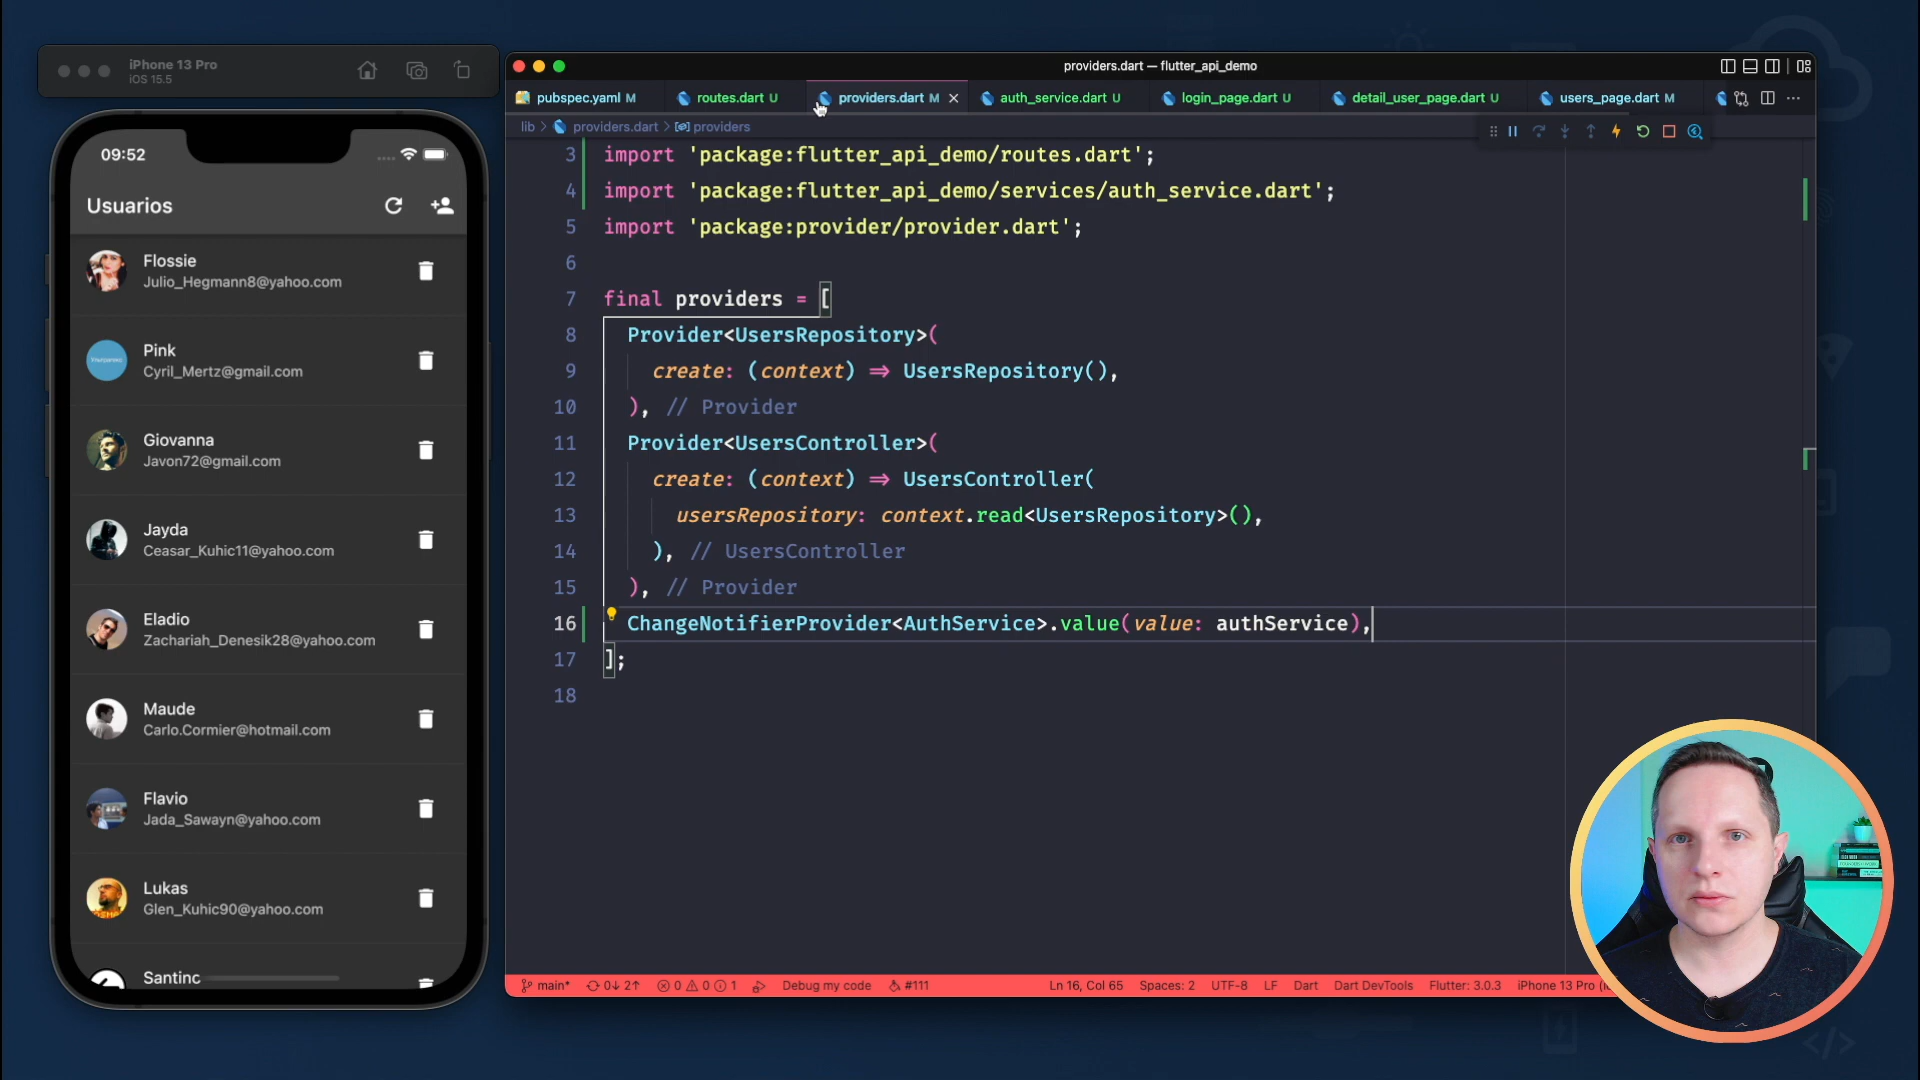 iPhone 13 Pro
iOS 15.5
09:52
Usuarios
Flossie
Julio_Hegmann8@yahoo.com
Pink
Cyril_Mertz@gmail.com
Giovanna
Javon72@gmail.com
Jayda
Ceasar_Kuhic11@yahoo.com
Eladio
Zachariah_Denesik28@yahoo.com
Maude
Carlo.Cormier@hotmail.com
Flavio
Jada_Sawayn@yahoo.com
Lukas
Glen_Kuhic90@yahoo.com
Santinc
providers.dart — flutter_api_demo
pubspec.yaml M
routes.dart U
providers.dart M
auth_service.dart U
login_page.dart U
detail_user_page.dart U
users_page.dart M
lib > providers.dart > providers
3 import 'package:flutter_api_demo/routes.dart';
4 import 'package:flutter_api_demo/services/auth_service.dart';
5 import 'package:provider/provider.dart';
6
7 final providers = [
8 Provider<UsersRepository>(
9 create: (context) => UsersRepository(),
10 ), // Provider
11 Provider<UsersController>(
12 create: (context) => UsersController(
13 usersRepository: context.read<UsersRepository>(),
14 ), // UsersController
15 ), // Provider
16 ChangeNotifierProvider<AuthService>.value(value: authService),
17 ];
18
main* 0↓ 2↑ 0 0 1 Debug my code #111 Ln 16, Col 65 Spaces: 2 UTF-8 LF Dart Dart DevTools Flutter: 3.0.3 iPhone 13 Pro (i